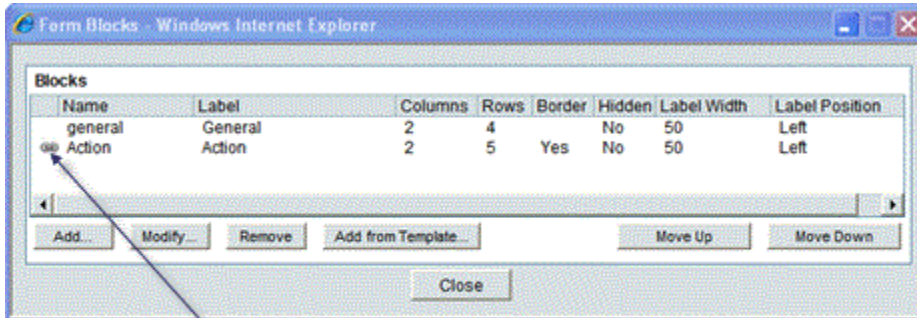 Form Blocks - Windows Internet Explorer
Blocks
Name Label Columns Rows Border Hidden Label Width Label Position
general General 2 4 No 50 Left
Action Action 2 5 Yes No 50 Left
Add... Modify... Remove Add from Template... Move Up Move Down
Close